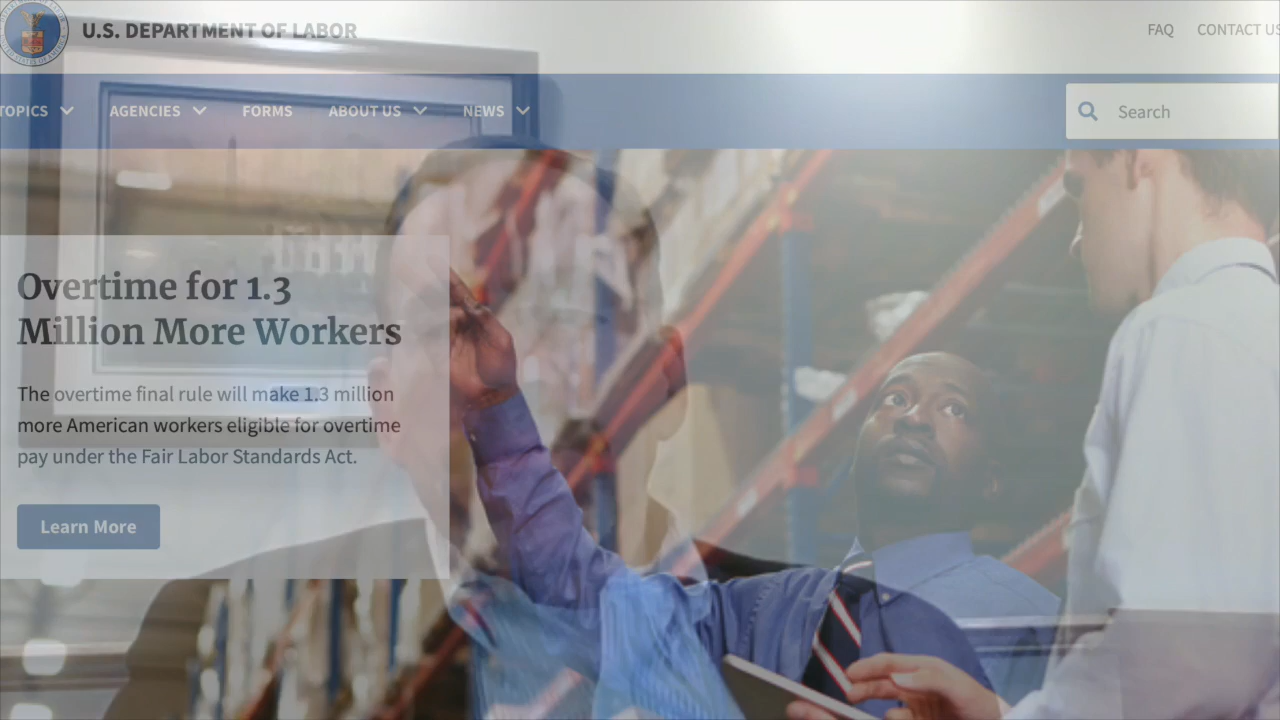 U.S. DEPARTMENT OF LABOR
FAQ CONTACT US
TOPICS AGENCIES FORMS ABOUT US NEWS
Search
Overtime for 1.3
Million More Workers
The overtime final rule will make 1.3 million
more American workers eligible for overtime
pay under the Fair Labor Standards Act.
Learn More